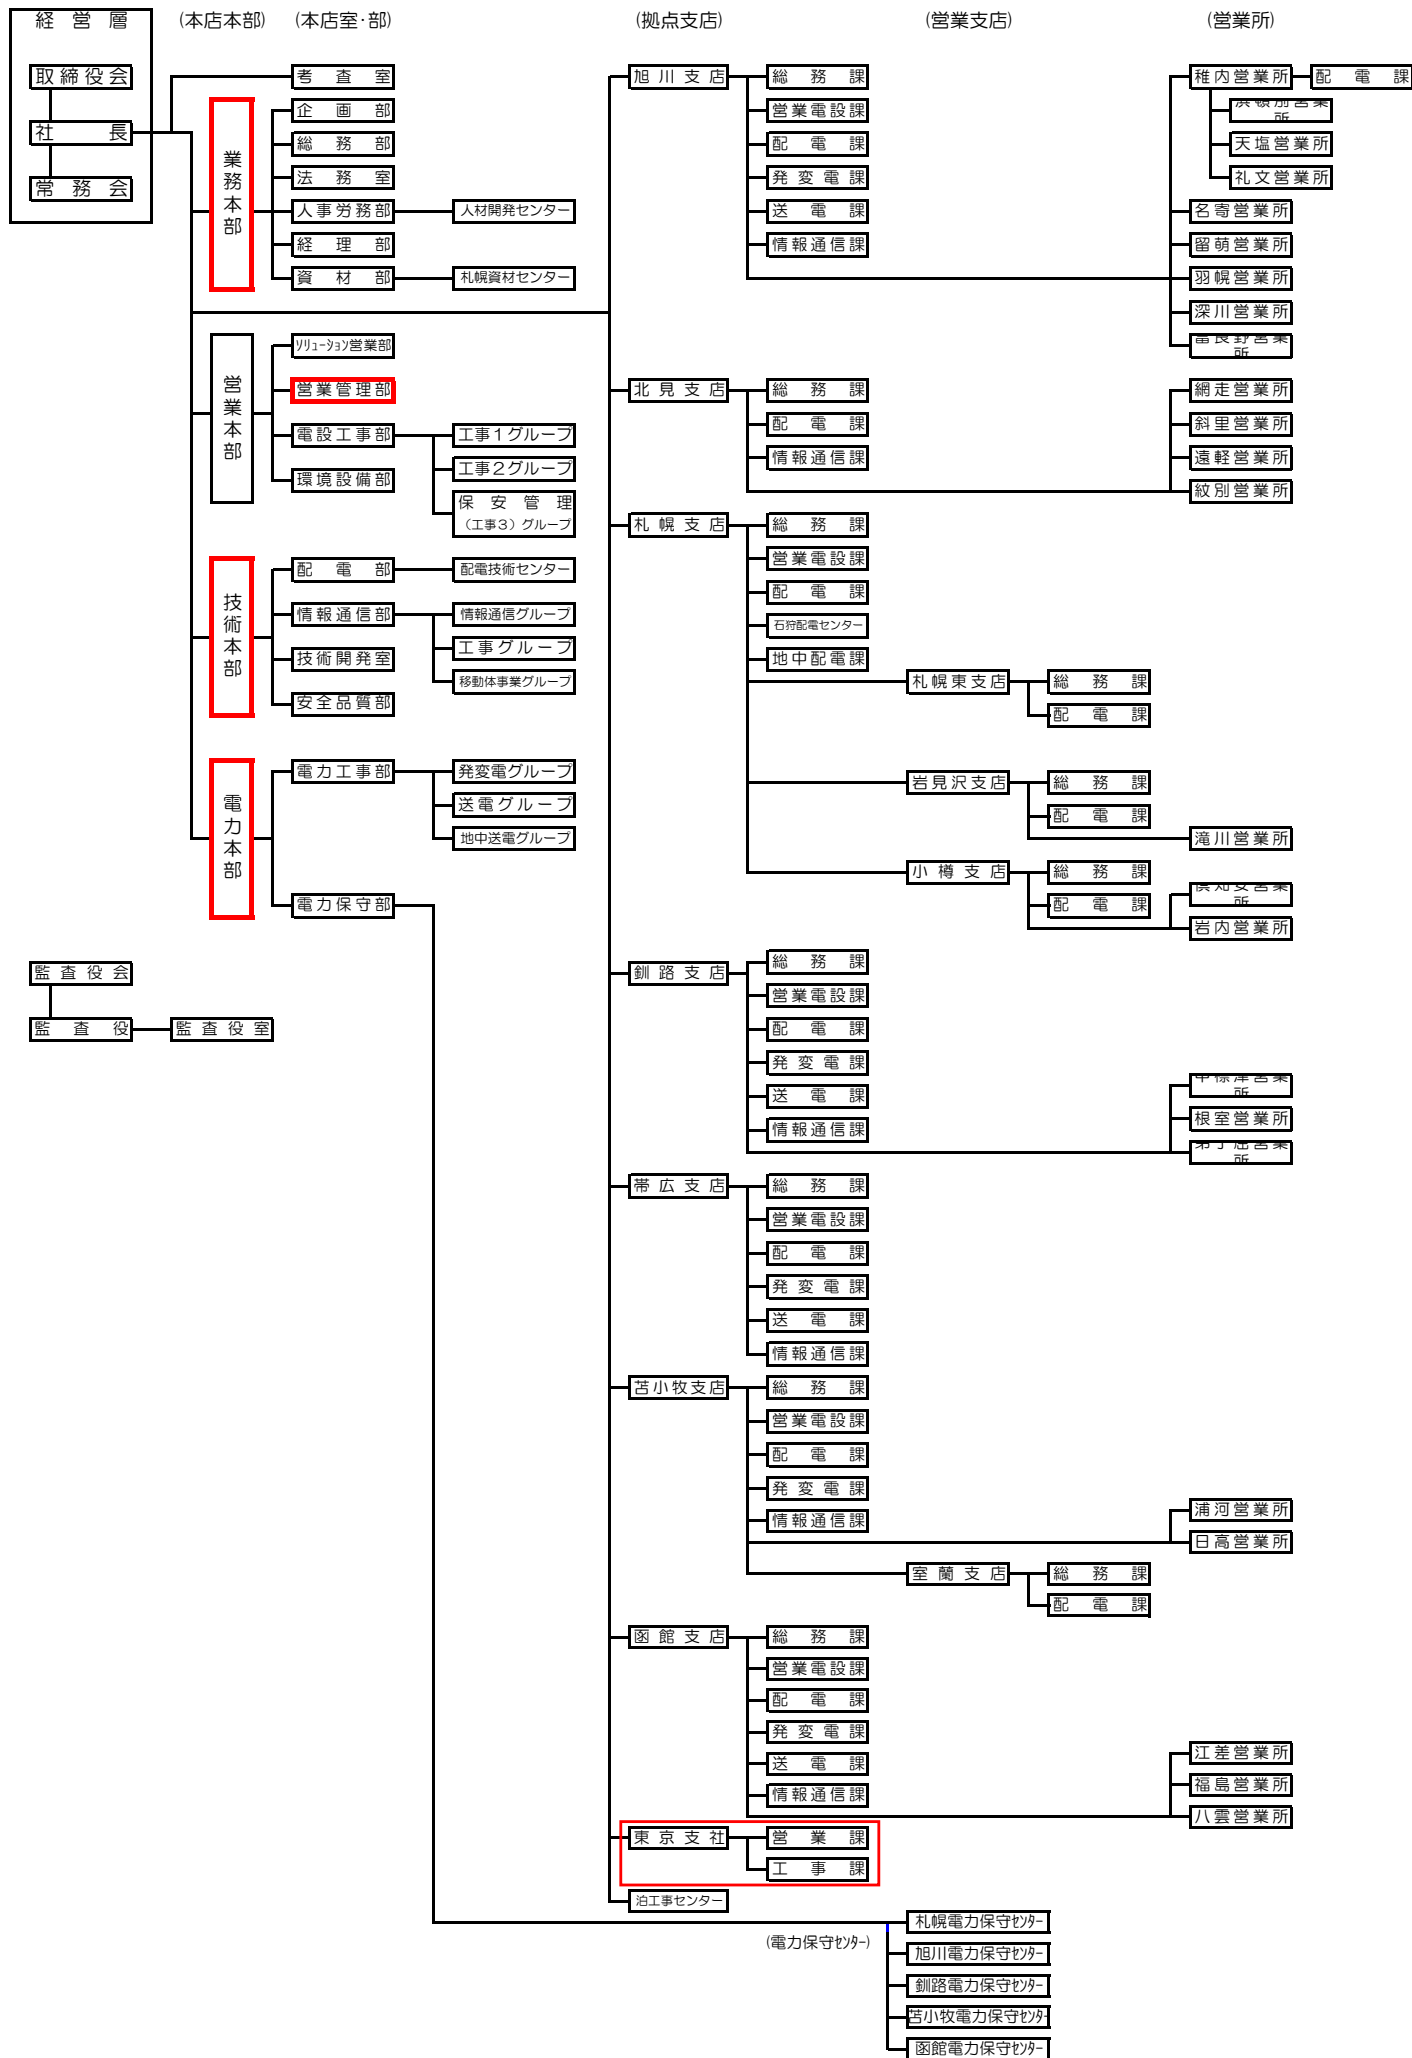 経営層
(本店本部)
(本店室・部)
(拠点支店)
(営業支店)
(営業所)
取締役会
社長
常務会
考査室
業務本部
企画部
総務部
法務室
人事労務部
人材開発センター
経理部
資材部
札幌資材センター
営業本部
ソリューション営業部
営業管理部
電設工事部
工事1グループ
工事2グループ
保安管理
(工事3)グループ
環境設備部
技術本部
配電部
配電技術センター
情報通信部
情報通信グループ
工事グループ
移動体事業グループ
技術開発室
安全品質部
電力本部
電力工事部
発変電グループ
送電グループ
地中送電グループ
電力保守部
監査役会
監査役
監査役室
旭川支店
総務課
営業電設課
配電課
発変電課
送電課
情報通信課
稚内営業所
配電課
浜頓別営業
所
天塩営業所
礼文営業所
名寄営業所
留萌営業所
羽幌営業所
深川営業所
富良野営業
所
北見支店
総務課
配電課
情報通信課
網走営業所
斜里営業所
遠軽営業所
紋別営業所
札幌支店
総務課
営業電設課
配電課
石狩配電センター
地中配電課
札幌東支店
総務課
配電課
岩見沢支店
総務課
配電課
滝川営業所
小樽支店
総務課
配電課
倶知安営業
所
岩内営業所
釧路支店
総務課
営業電設課
配電課
発変電課
送電課
情報通信課
中標津営業
所
根室営業所
弟子屈営業
所
帯広支店
総務課
営業電設課
配電課
発変電課
送電課
情報通信課
苫小牧支店
総務課
営業電設課
配電課
発変電課
情報通信課
浦河営業所
日高営業所
室蘭支店
総務課
配電課
函館支店
総務課
営業電設課
配電課
発変電課
送電課
情報通信課
江差営業所
福島営業所
八雲営業所
東京支社
営業課
工事課
泊工事センター
(電力保守センター)
札幌電力保守センター
旭川電力保守センター
釧路電力保守センター
苫小牧電力保守センター
函館電力保守センター